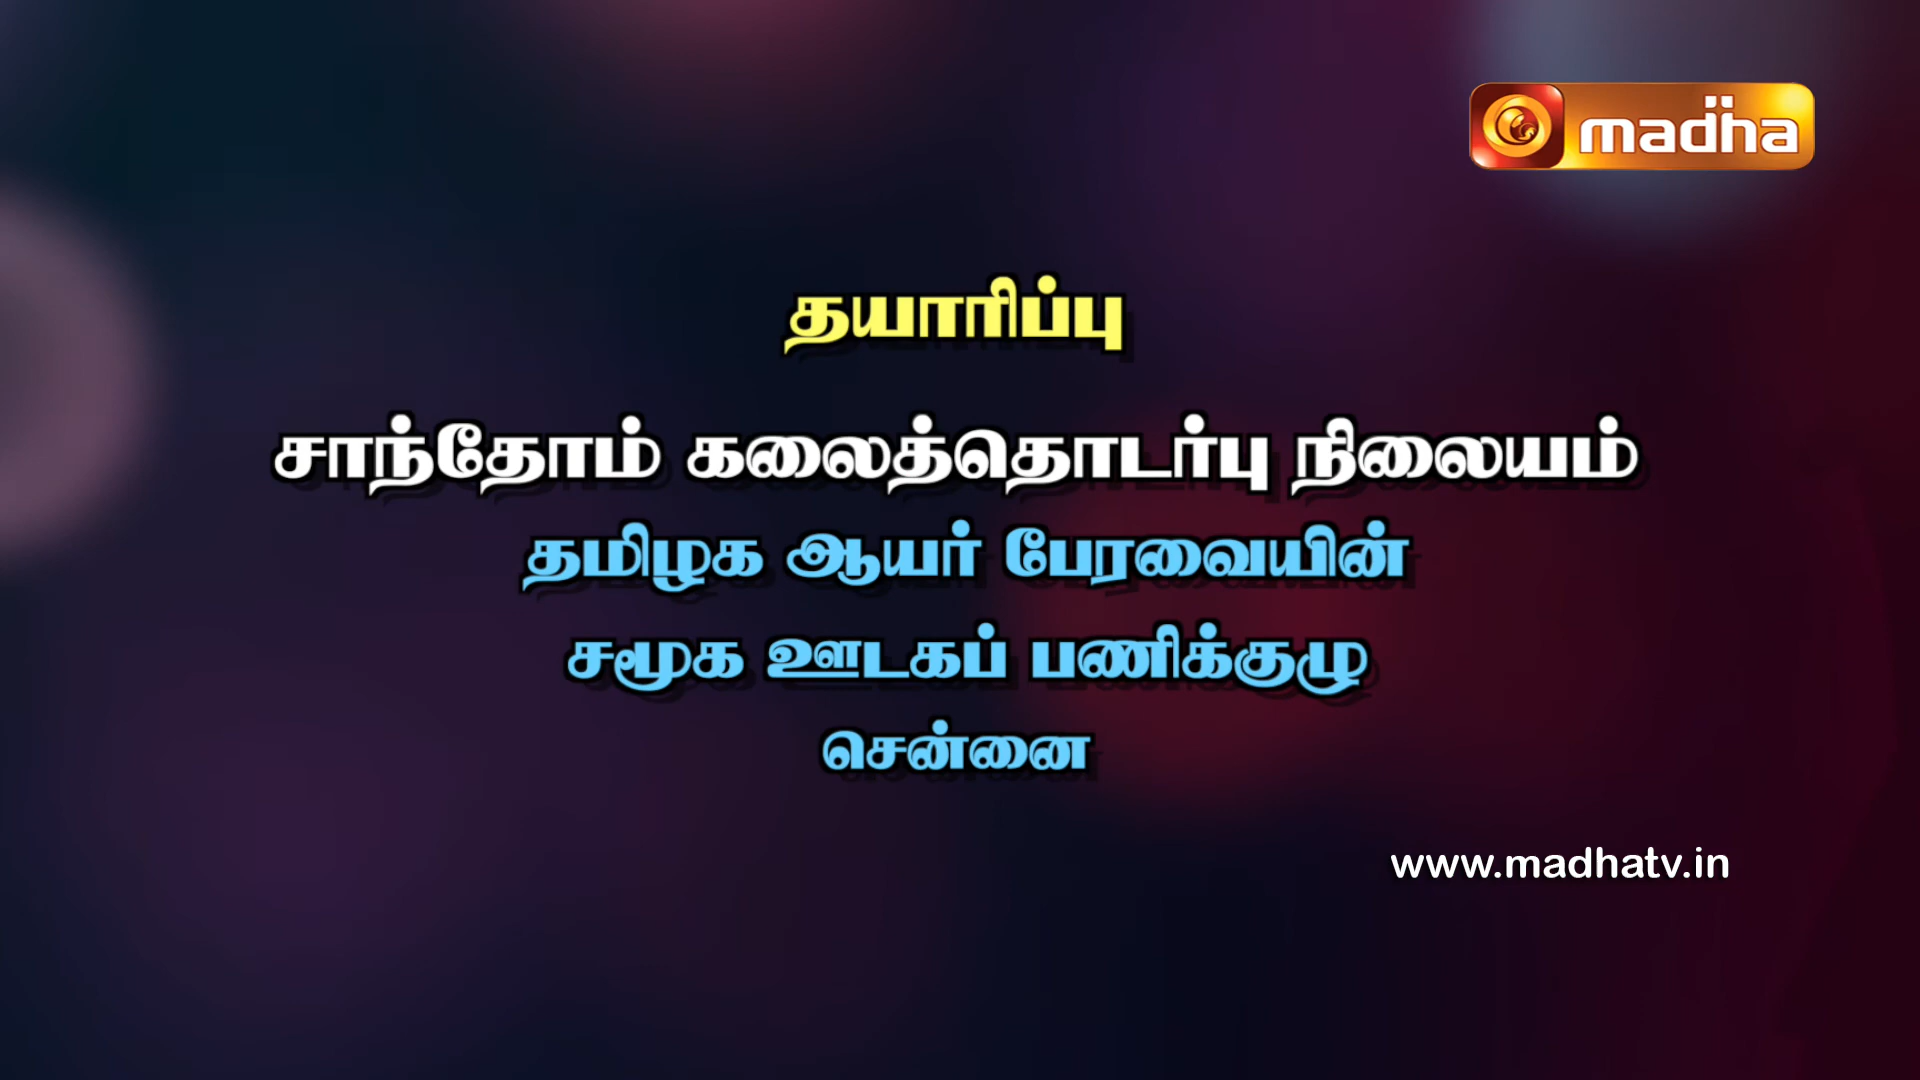 madha
தயாரிப்பு
சாந்தோம் கலைத்தொடர்பு நிலையம்
தமிழக ஆயர் பேரவையின்
சமூக ஊடகப் பணிக்குழு
சென்னை
www.madhatv.in